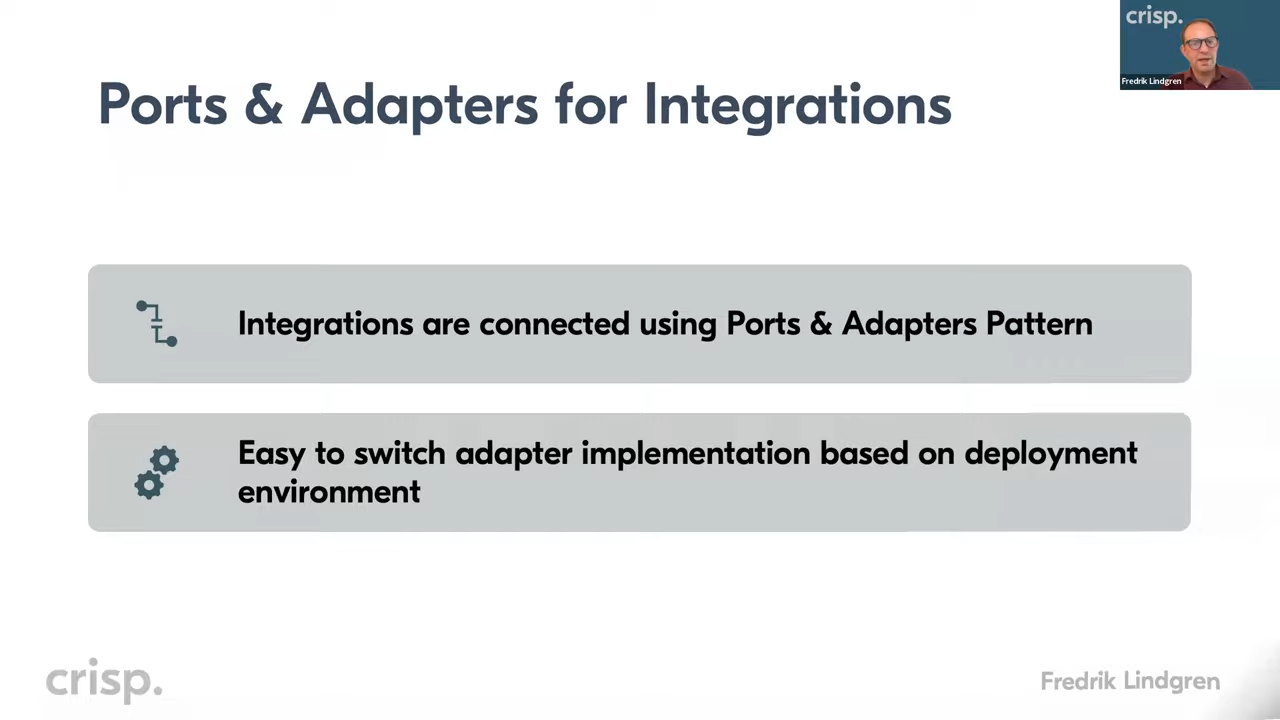 crisp.
Fredrik Lindgren
Ports & Adapters for Integrations
Integrations are connected using Ports & Adapters Pattern
Easy to switch adapter implementation based on deployment
environment
crisp.
Fredrik Lindgren